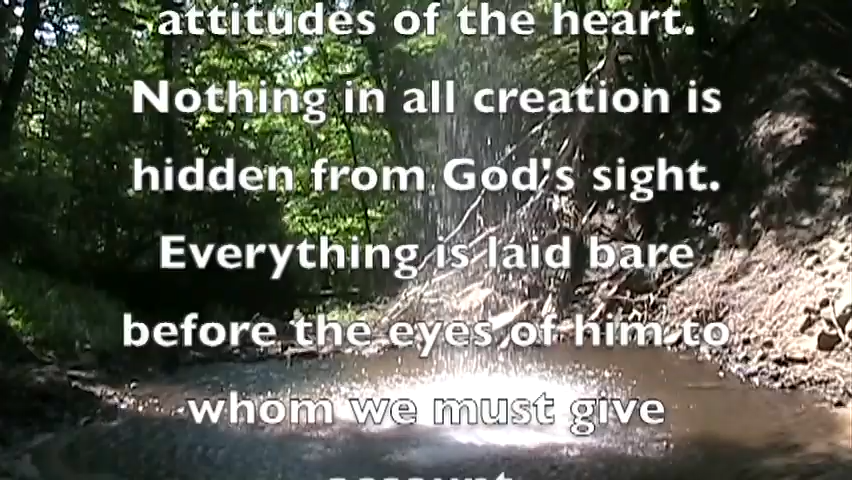 attitudes of the heart.
Nothing in all creation is
hidden from God's sight.
Everything is laid bare
before the eyes of him to
whom we must give
account